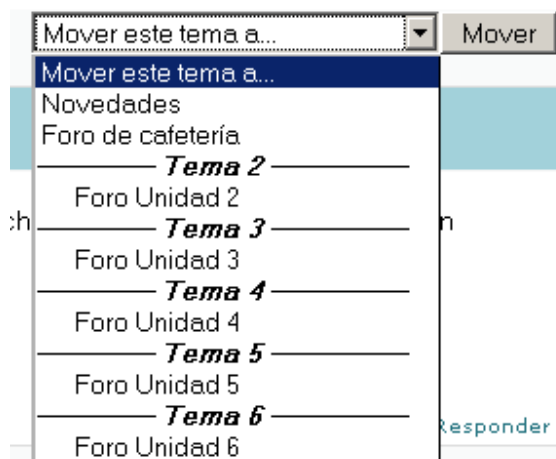 Mover este tema a... Mover
Mover este tema a...
Novedades
Foro de cafetería
Tema 2
Foro Unidad 2
ch n
Tema 3
Foro Unidad 3
Tema 4
Foro Unidad 4
Tema 5
Foro Unidad 5
Tema 6
Responder
Foro Unidad 6